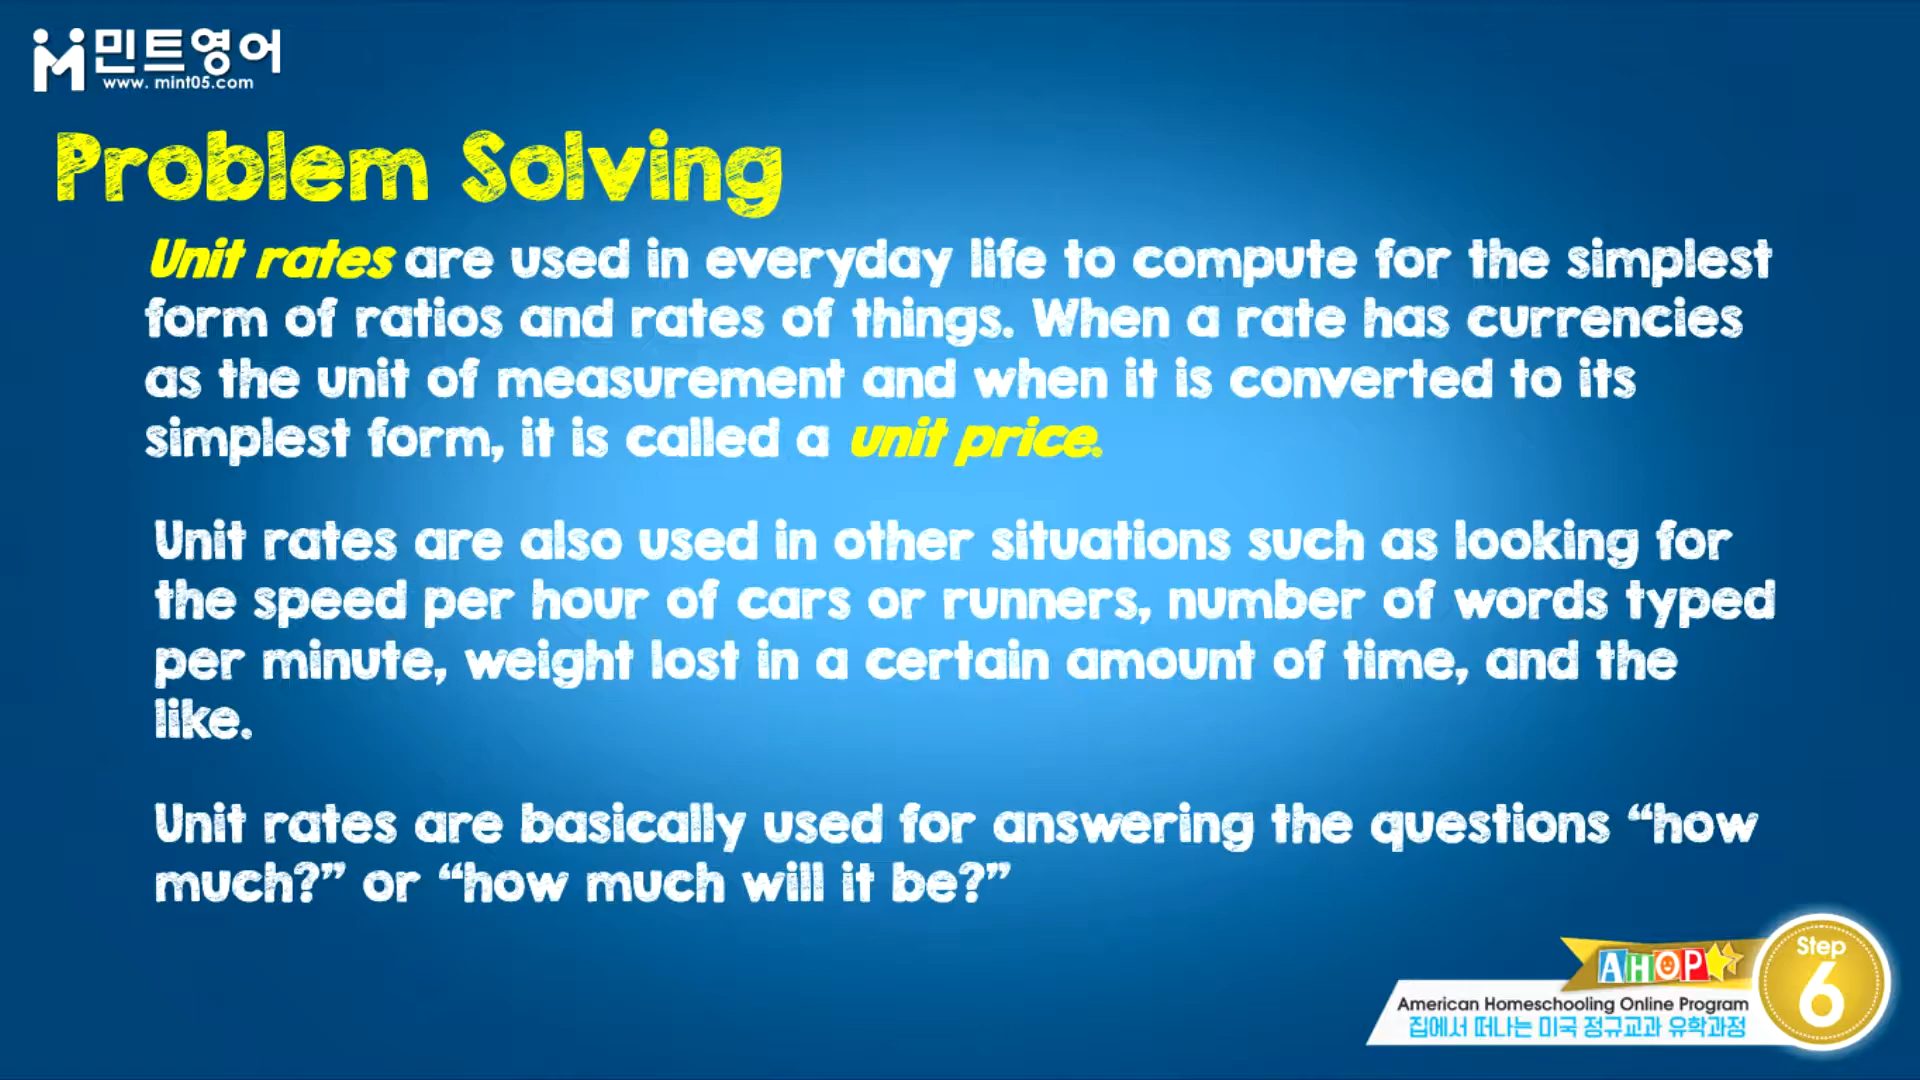 민트영어
www. mint05.com
Problem Solving
Unit rates are used in everyday life to compute for the simplest
form of ratios and rates of things. When a rate has currencies
as the unit of measurement and when it is converted to its
simplest form, it is called a unit price.
Unit rates are also used in other situations such as looking for
the speed per hour of cars or runners, number of words typed
per minute, weight lost in a certain amount of time, and the
like.
Unit rates are basically used for answering the questions “how
much?” or “how much will it be?”
AHOP
Step
6
American Homeschooling Online Program
집에서 떠나는 미국 정규교과 유학과정